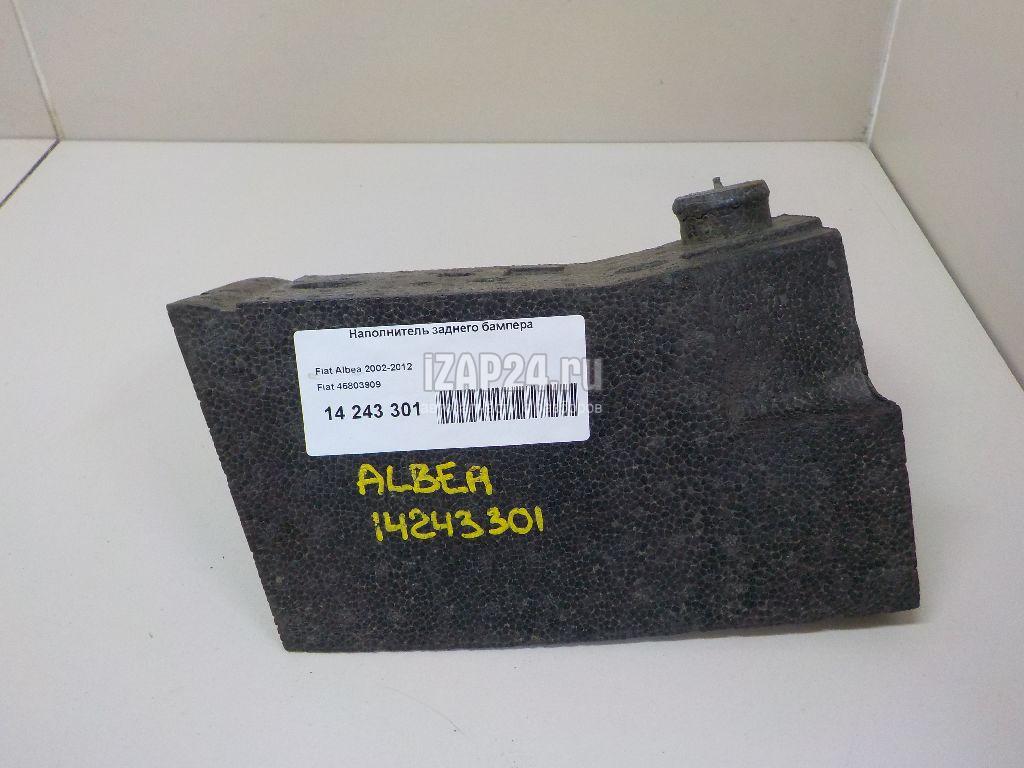 Наполнитель заднего бампера
Fiat Albea 2002-2012
Fiat 46803909
iZAP24.ru
14 243 301
ALBEA
14243301